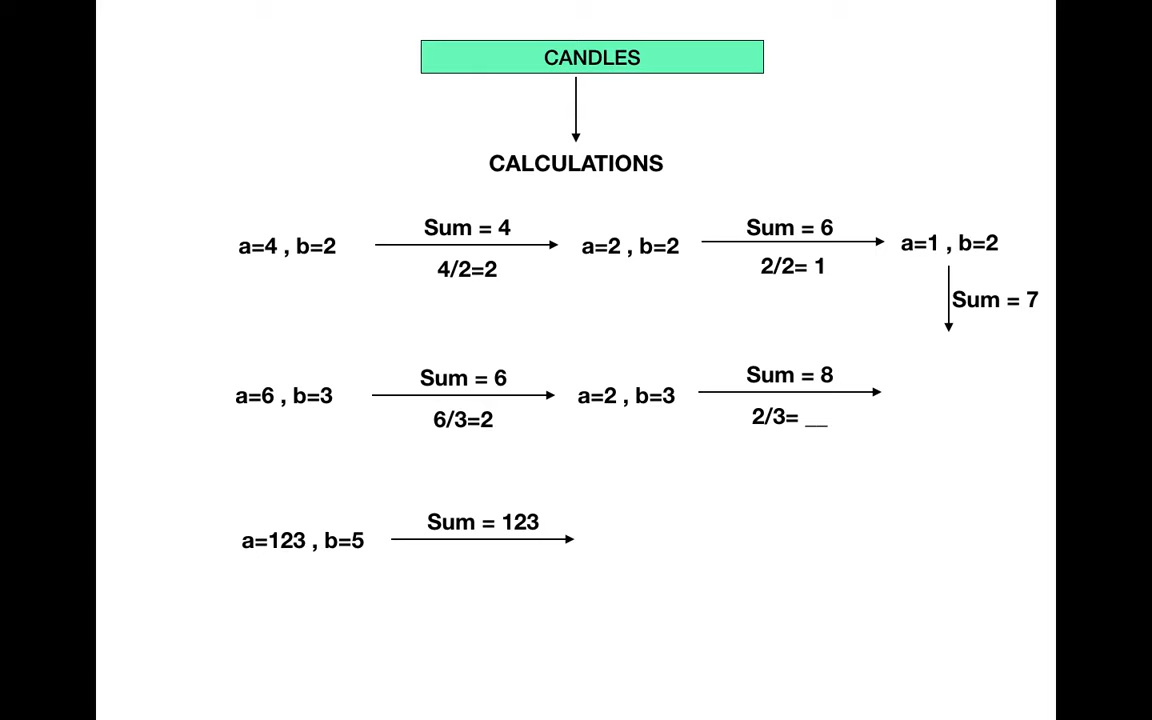 CANDLES
CALCULATIONS
a=4 , b=2
Sum = 4
4/2=2
a=2 , b=2
Sum = 6
2/2= 1
a=1 , b=2
Sum = 7
a=6 , b=3
Sum = 6
6/3=2
a=2 , b=3
Sum = 8
2/3= __
a=123 , b=5
Sum = 123